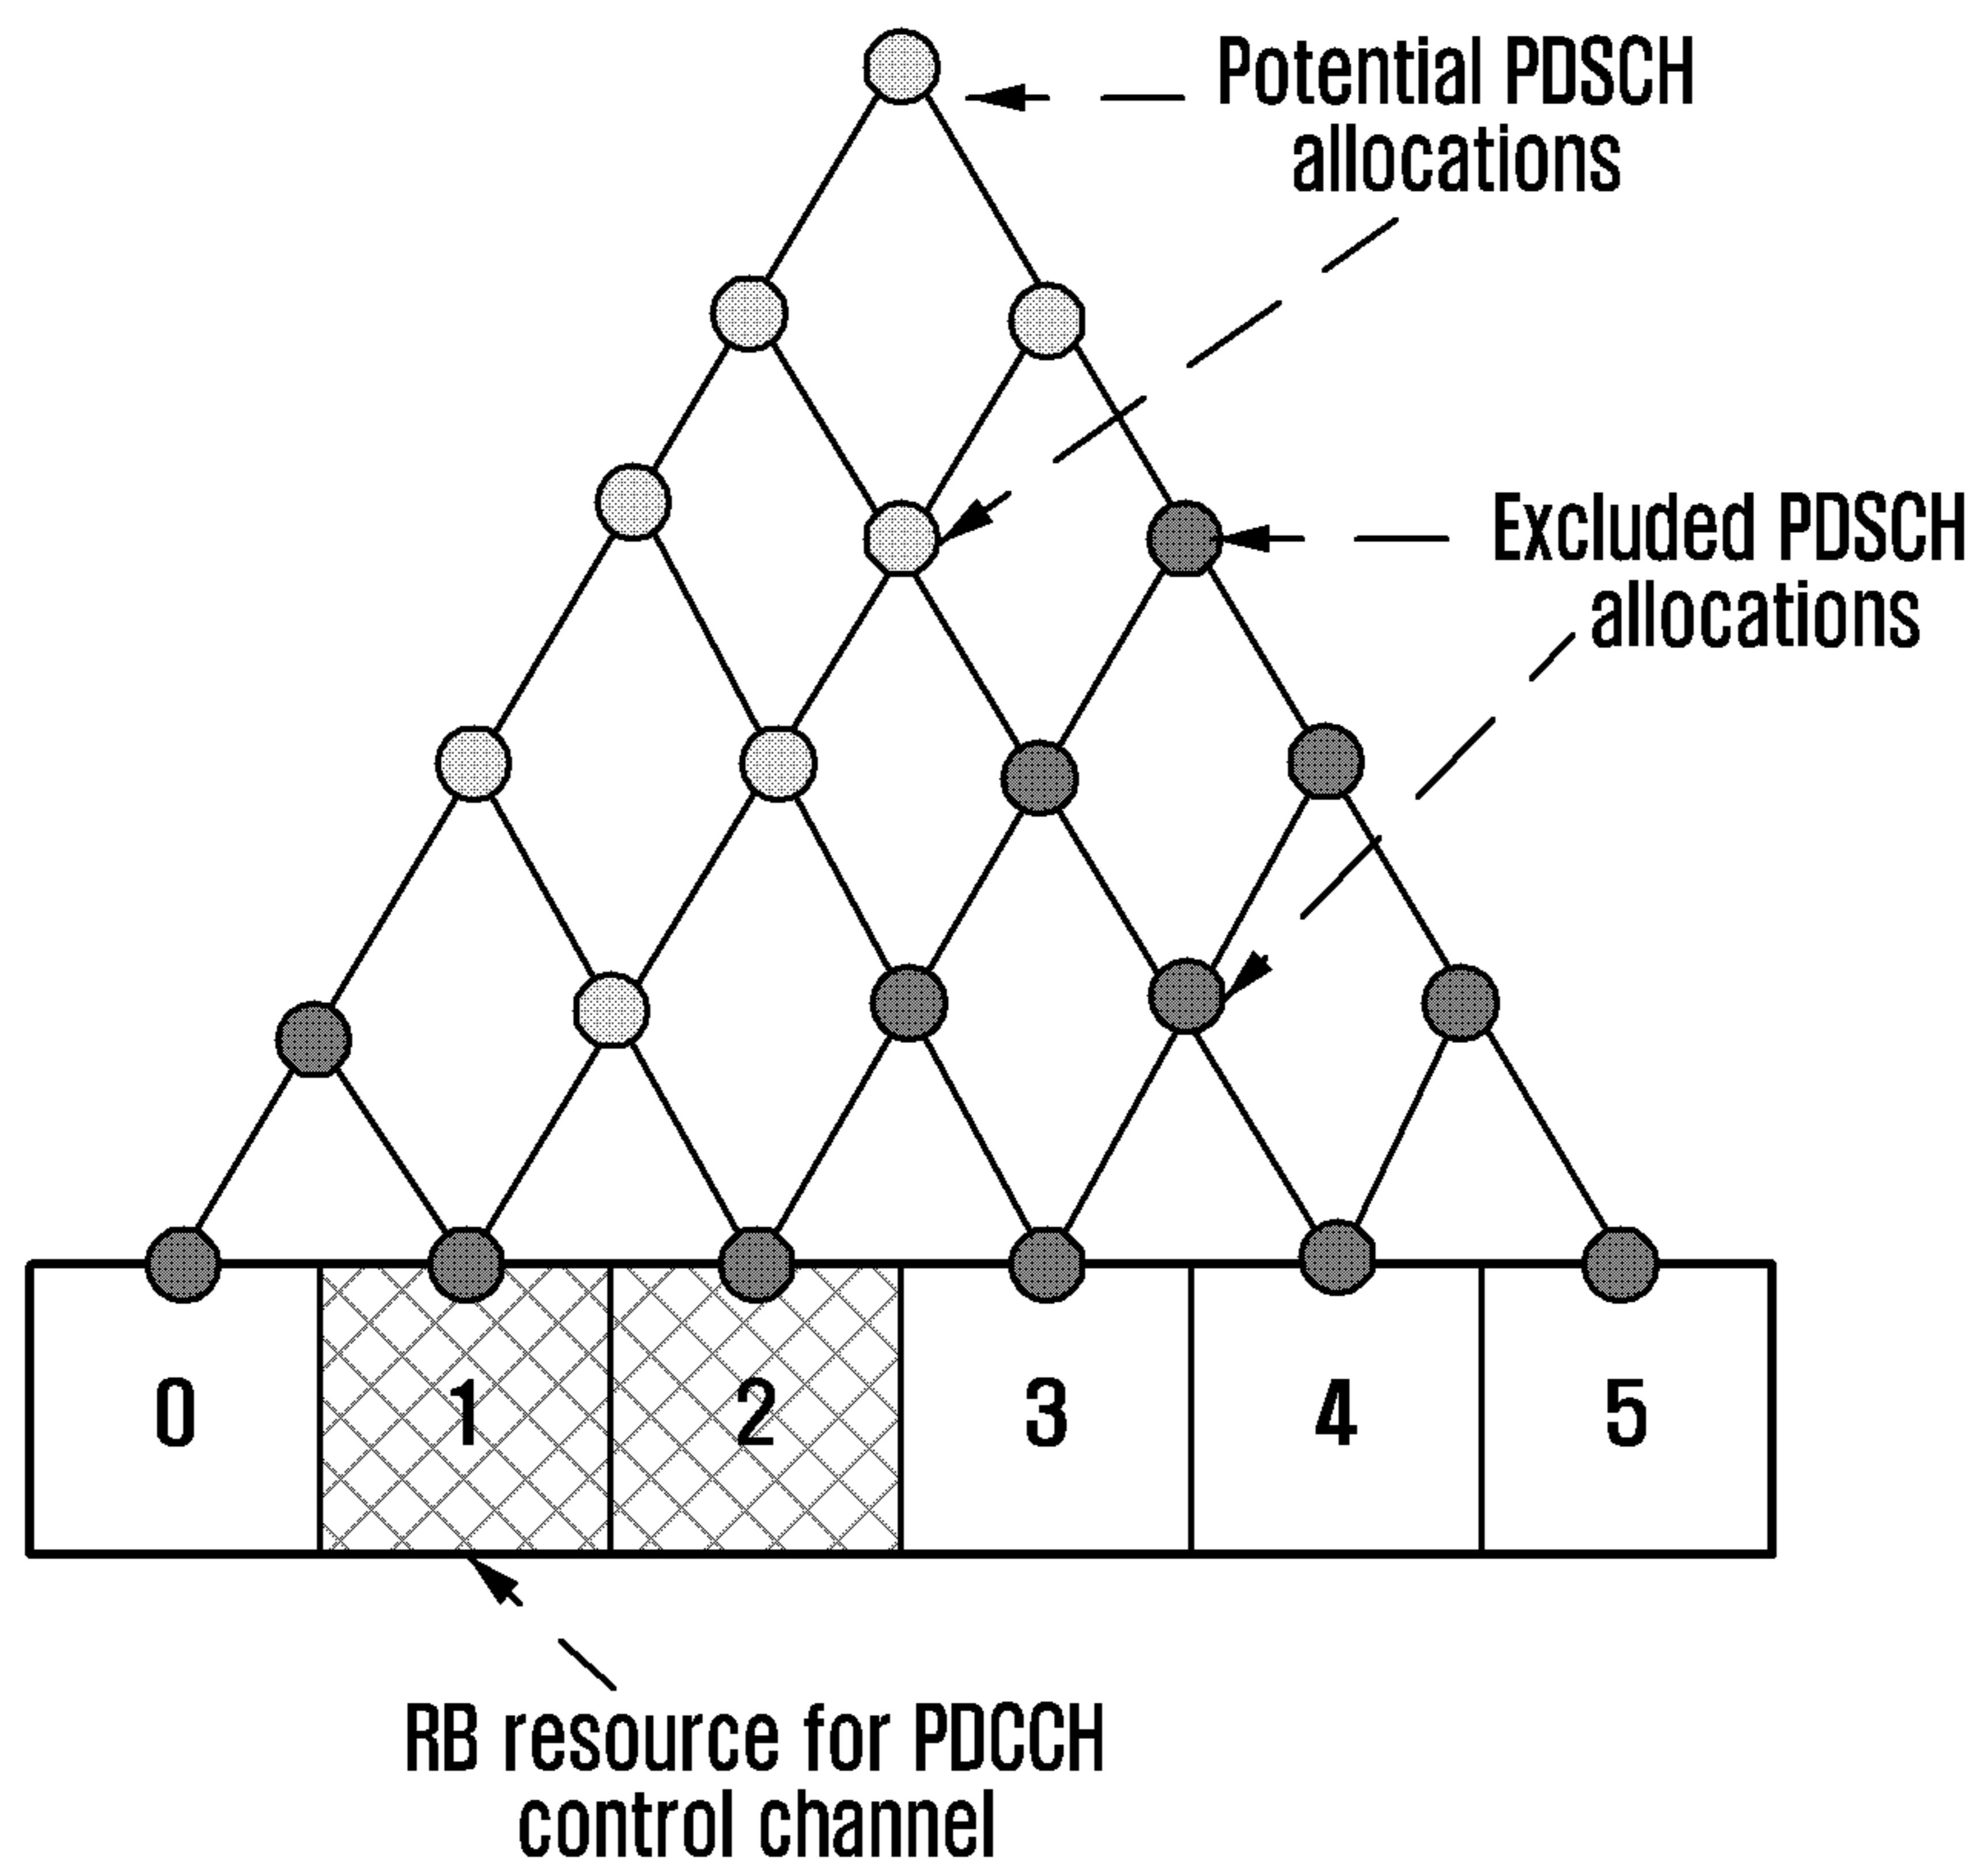 Potential PDSCH
allocations
Excluded PDSCH
allocations
0 1 2 3 4 5
RB resource for PDCCH
control channel